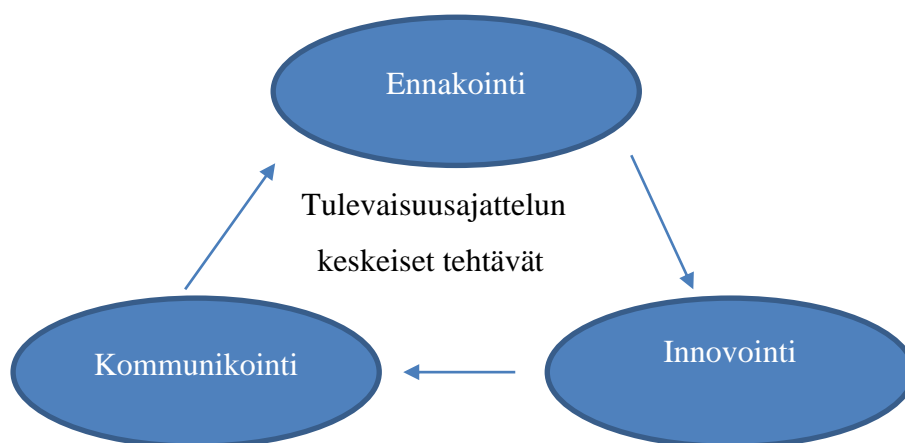 Ennakointi
Tulevaisuusajattelun
keskeiset tehtävät
Kommunikointi
Innovointi